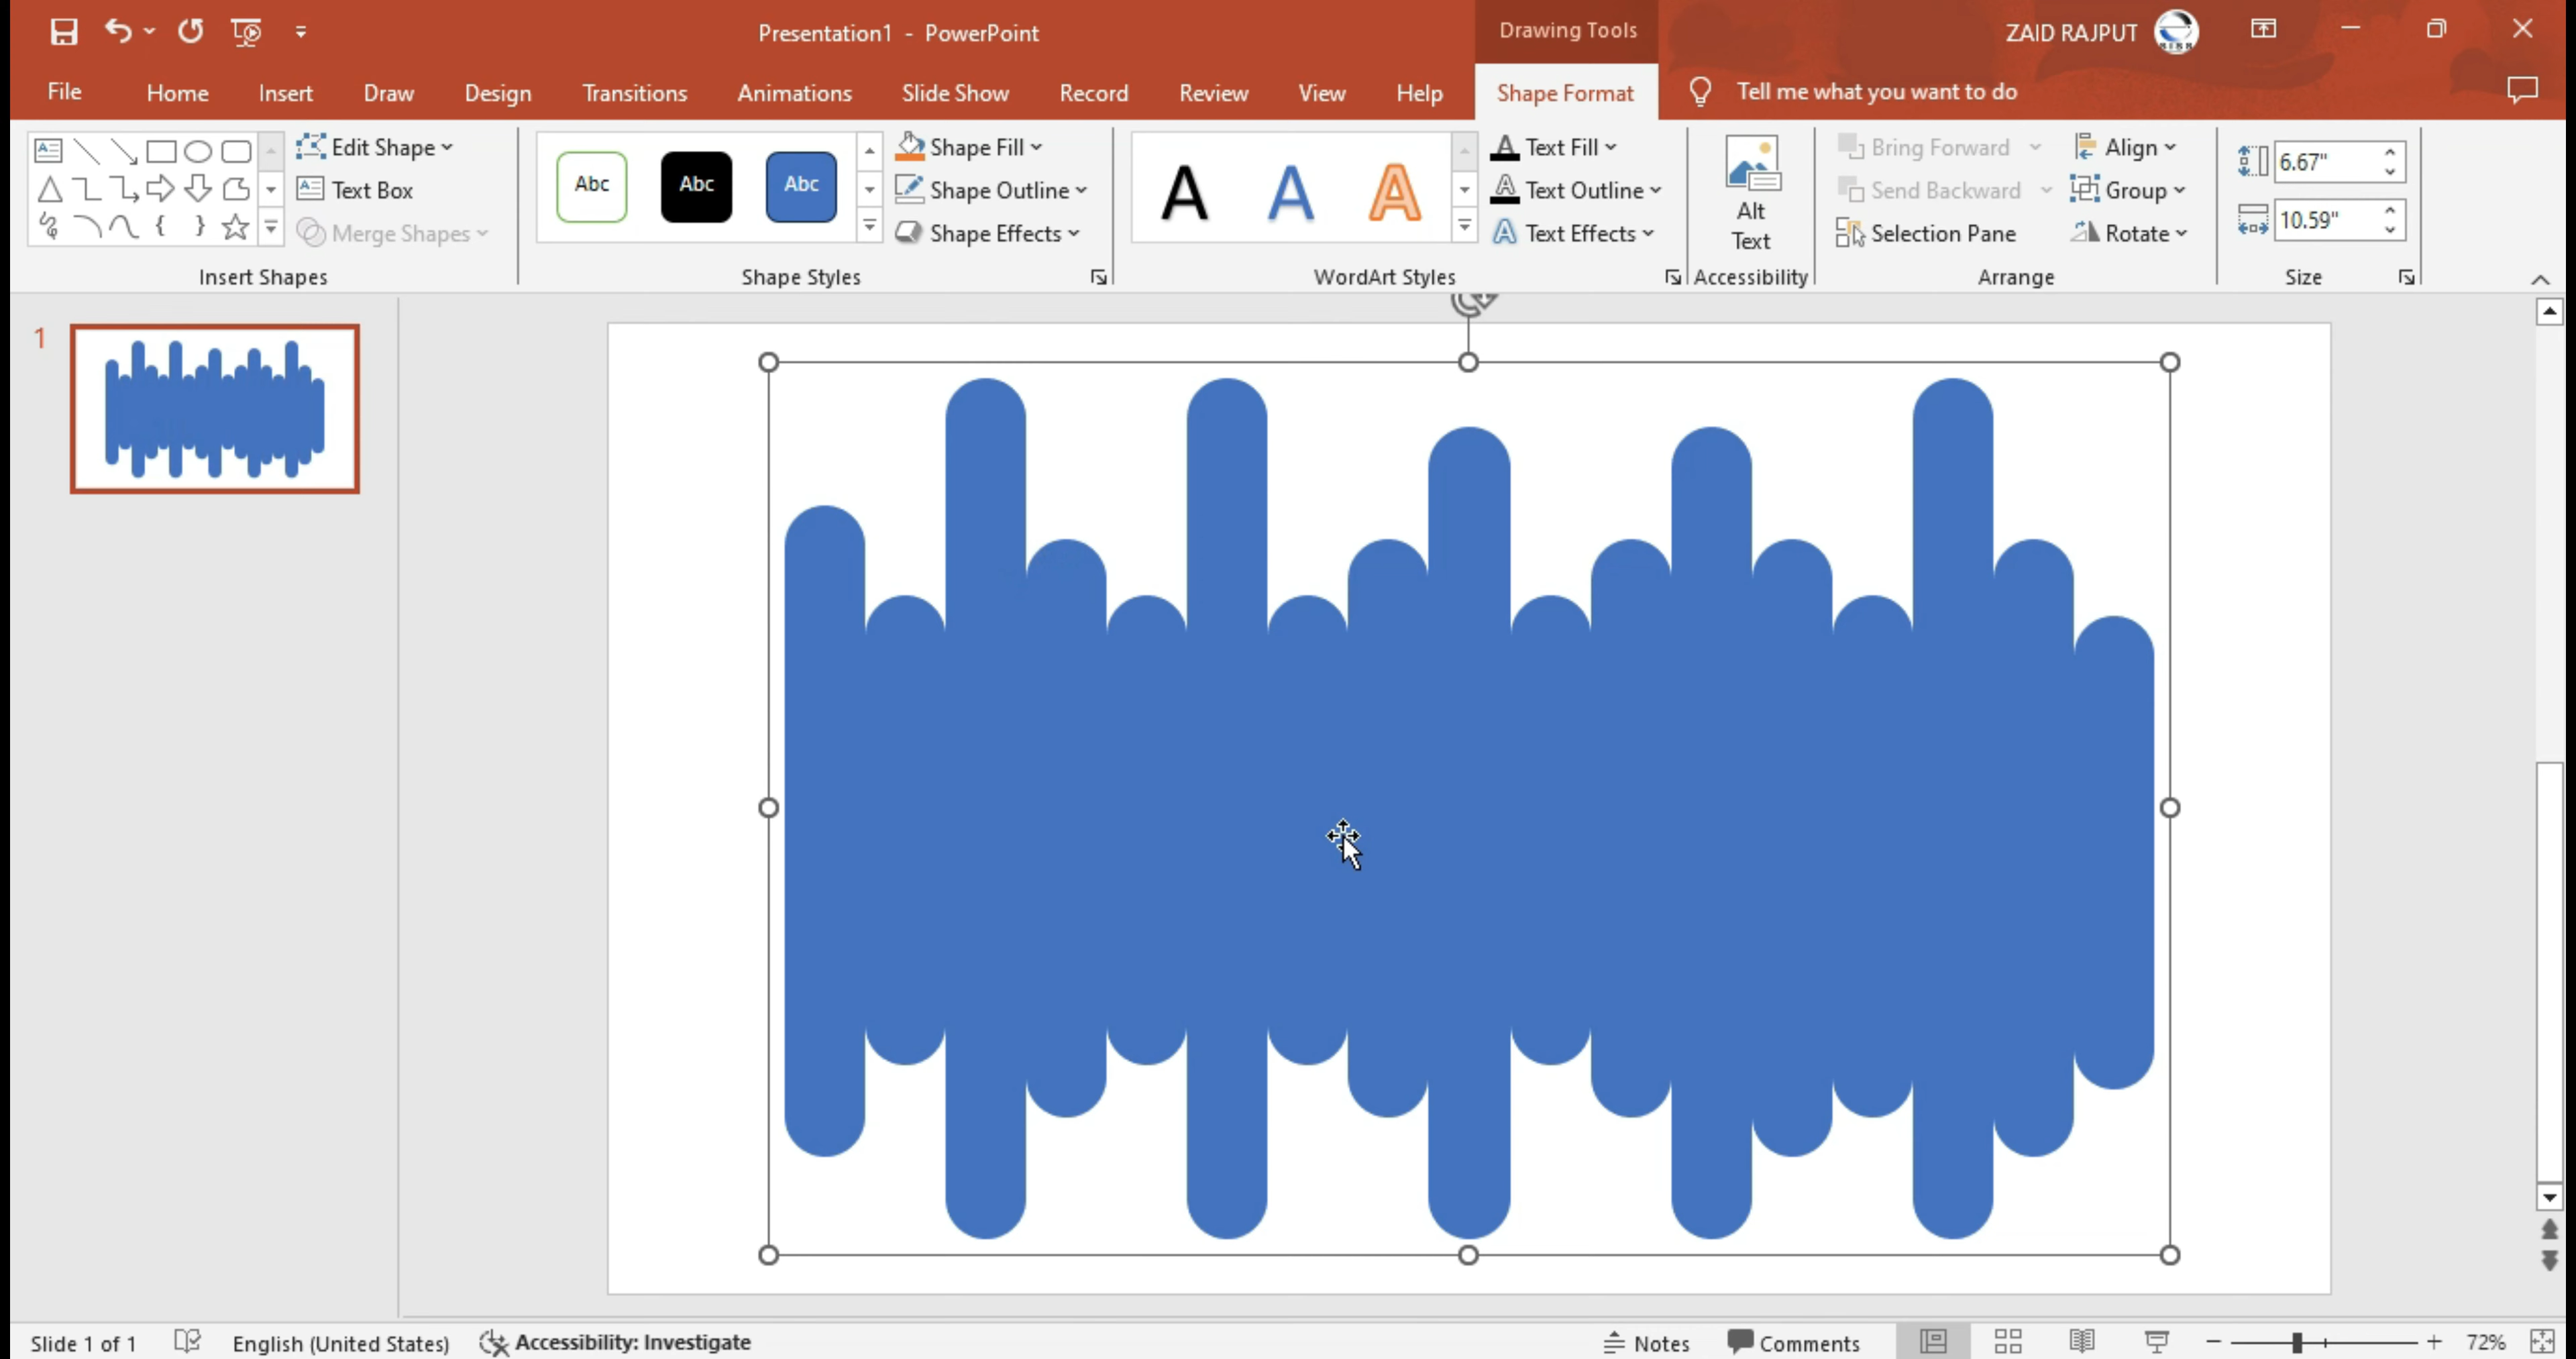 Presentation1 - PowerPoint
Drawing Tools
ZAID RAJPUT
File Home Insert Draw Design Transitions Animations Slide Show Record Review View Help Shape Format Tell me what you want to do
Edit Shape
Text Box
Merge Shapes
Insert Shapes
Abc Abc Abc
Shape Fill
Shape Outline
Shape Effects
Shape Styles
A A A
Text Fill
Text Outline
Text Effects
WordArt Styles
Alt
Text
Accessibility
Bring Forward
Send Backward
Selection Pane
Align
Group
Rotate
Arrange
6.67"
10.59"
Size
1
Slide 1 of 1 English (United States) Accessibility: Investigate Notes Comments 72%